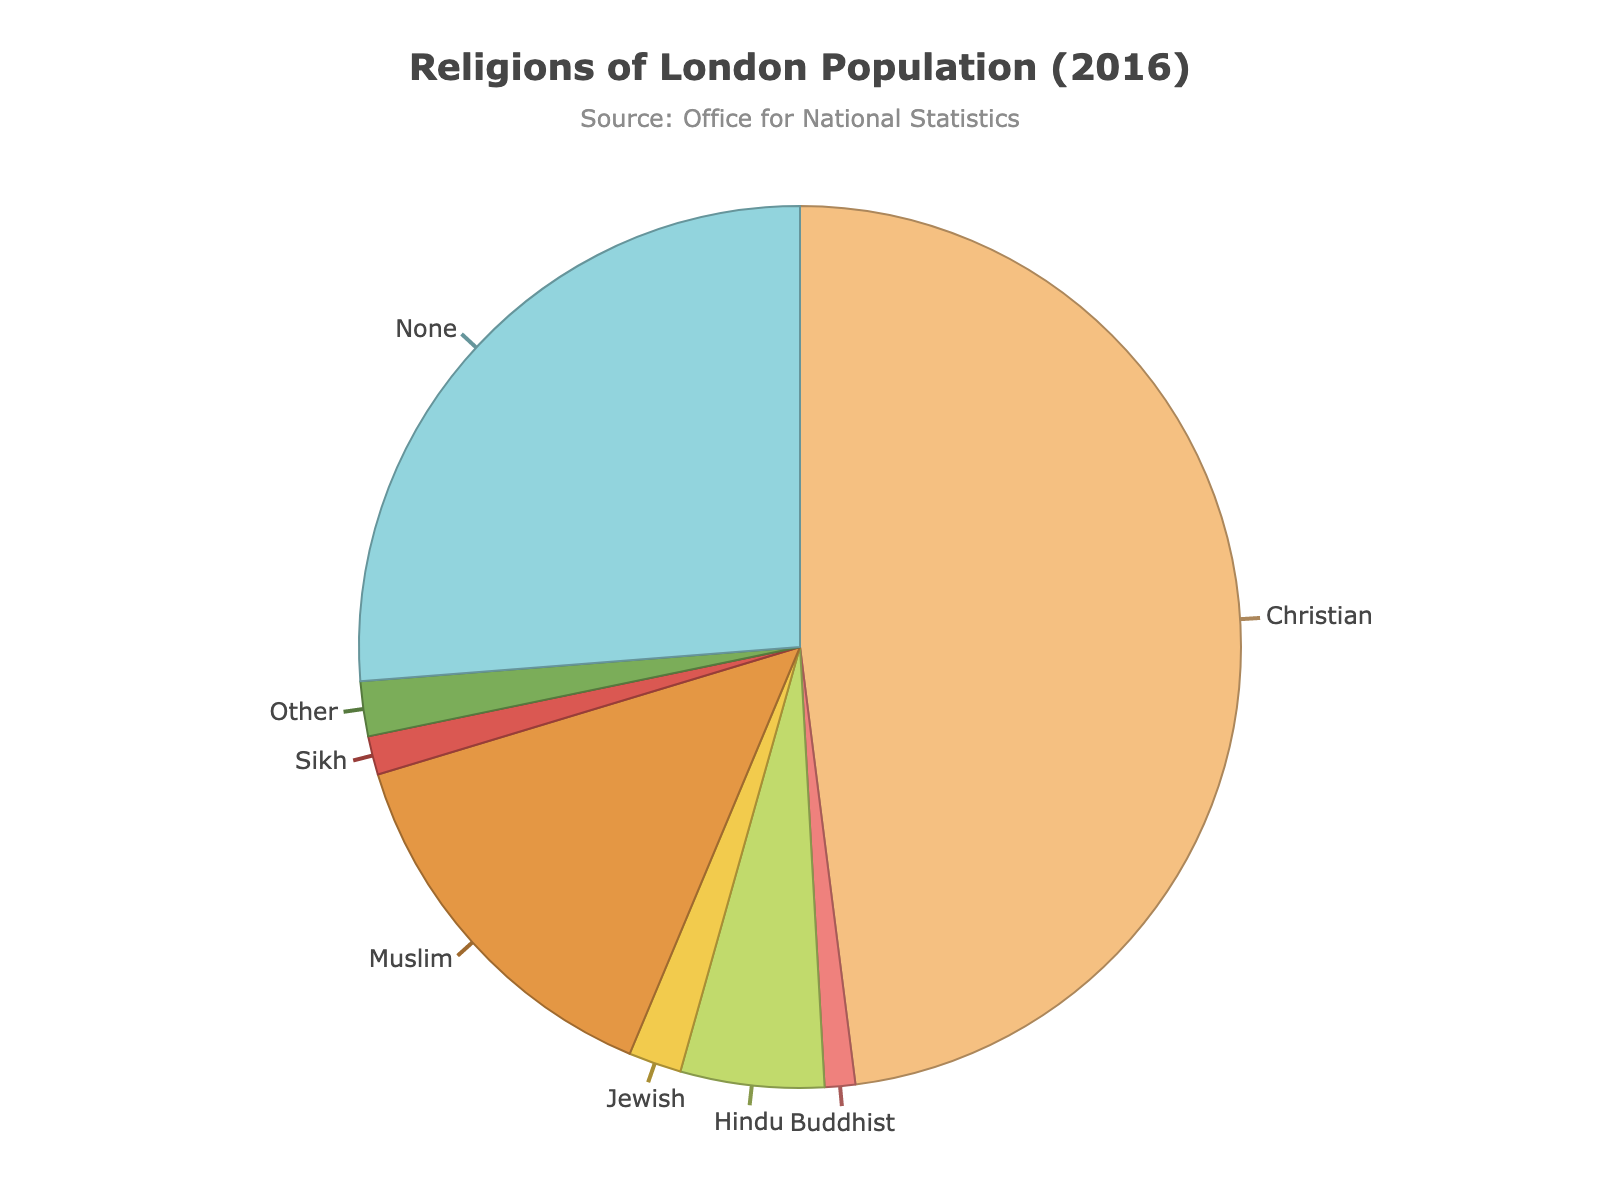 Religions of London Population (2016)
Source: Office for National Statistics
None
Christian
Other
Sikh
Muslim
Jewish
Hindu
Buddhist